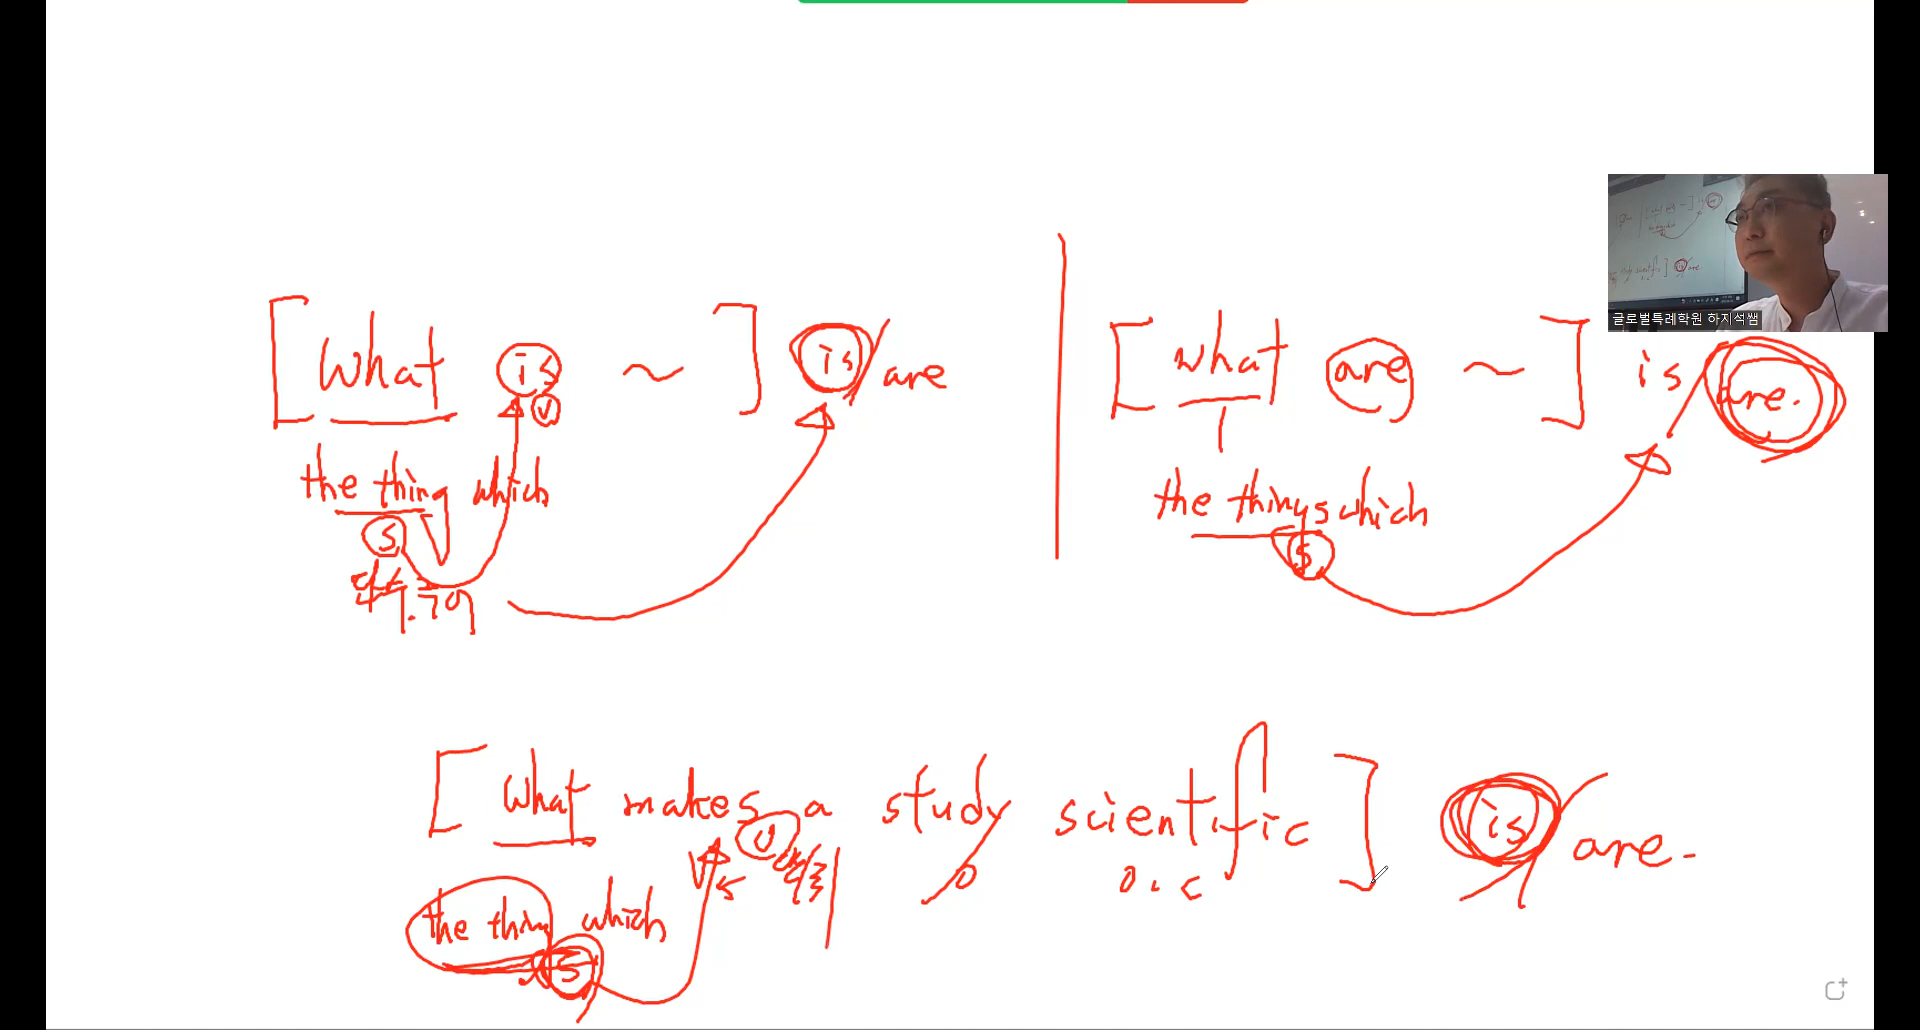 [ What is ~ ] is / are
the thing which
S
V
[ what are ~ ] is / are.
the things which
S
[ What makes a study scientific ] is / are.
V
O
O.C
the thing which
S
글로벌특례학원 하지석쌤